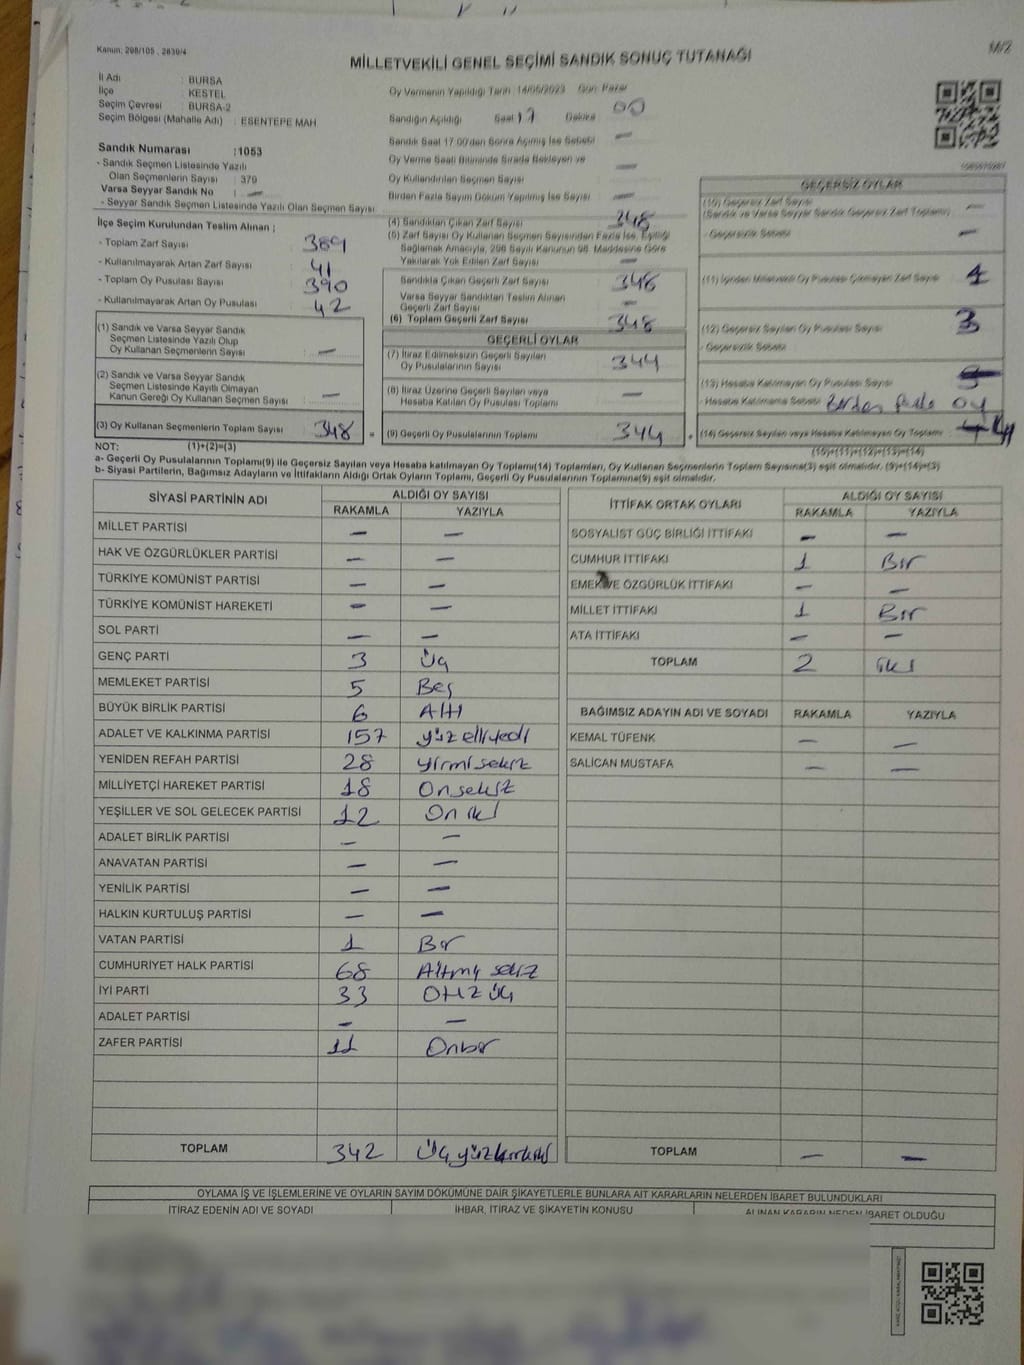 Kanun: 298/105 , 2839/4
M/2
MİLLETVEKİLİ GENEL SEÇİMİ SANDIK SONUÇ TUTANAĞI
İl Adı : BURSA
İlçe : KESTEL
Seçim Çevresi : BURSA-2
Seçim Bölgesi (Mahalle Adı) : ESENTEPE MAH
Sandık Numarası :1053
- Sandık Seçmen Listesinde Yazılı
Olan Seçmenlerin Sayısı : 379
Varsa Seyyar Sandık No : —
- Seyyar Sandık Seçmen Listesinde Yazılı Olan Seçmen Sayısı
Oy Vermenin Yapıldığı Tarih : 14/05/2023 Gün: Pazar
Sandığın Açıldığı Saat 17 Dakika 00
Sandık Saat 17.00'den Sonra Açılmış İse Sebebi —
Oy Verme Saati Bitiminde Sırada Bekleyen ve
Oy Kullandırılan Seçmen Sayısı —
Birden Fazla Sayım Döküm Yapılmış İse Sayısı —
İlçe Seçim Kurulundan Teslim Alınan ;
- Toplam Zarf Sayısı 389
- Kullanılmayarak Artan Zarf Sayısı 41
- Toplam Oy Pusulası Sayısı 390
- Kullanılmayarak Artan Oy Pusulası 42
(1) Sandık ve Varsa Seyyar Sandık
Seçmen Listesinde Yazılı Olup
Oy Kullanan Seçmenlerin Sayısı : —
(2) Sandık ve Varsa Seyyar Sandık
Seçmen Listesinde Kayıtlı Olmayan
Kanun Gereği Oy Kullanan Seçmen Sayısı : —
(3) Oy Kullanan Seçmenlerin Toplam Sayısı 348 =
(1)+(2)=(3)
(4) Sandıktan Çıkan Zarf Sayısı 348
(5) Zarf Sayısı Oy Kullanan Seçmen Sayısından Fazla İse, Eşitliği
Sağlamak Amacıyla, 298 Sayılı Kanunun 98. Maddesine Göre
Yakılarak Yok Edilen Zarf Sayısı —
Sandıkta Çıkan Geçerli Zarf Sayısı 348
Varsa Seyyar Sandıktan Teslim Alınan
Geçerli Zarf Sayısı —
(6) Toplam Geçerli Zarf Sayısı 348
GEÇERLİ OYLAR
(7) İtiraz Edilmeksizin Geçerli Sayılan
Oy Pusulalarının Sayısı 344
(8) İtiraz Üzerine Geçerli Sayılan veya
Hesaba Katılan Oy Pusulası Toplamı —
(9) Geçerli Oy Pusulalarının Toplamı 344 +
GEÇERSİZ OYLAR
(10) Geçersiz Zarf Sayısı
(Sandık ve Varsa Seyyar Sandık Geçersiz Zarf Toplamı) —
- Geçersizlik Sebebi —
(11) İçinden Milletvekili Oy Pusulası Çıkmayan Zarf Sayısı 1
(12) Geçersiz Sayılan Oy Pusulası Sayısı 3
- Geçersizlik Sebebi
(13) Hesaba Katılmayan Oy Pusulası Sayısı
- Hesaba Katılmama Sebebi Birden fazla oy
(14) Geçersiz Sayılan veya Hesaba Katılmayan Oy Toplamı 4
(10)+(11)+(12)+(13)=(14)
NOT:
a- Geçerli Oy Pusulasının Toplamı(9) ile Geçersiz Sayılan veya Hesaba katılmayan Oy Toplamı(14) Toplamları, Oy Kullanan Seçmenlerin Toplam Sayısına(3) eşit olmalıdır. (9)+(14)=(3)
b- Siyasi Partilerin, Bağımsız Adayların ve İttifakların Aldığı Ortak Oyların Toplamı, Geçerli Oy Pusulalarının Toplamına(9) eşit olmalıdır.
SİYASİ PARTİNİN ADI ALDIĞI OY SAYISI
RAKAMLA YAZIYLA
MİLLET PARTİSİ — —
HAK VE ÖZGÜRLÜKLER PARTİSİ — —
TÜRKİYE KOMÜNİST PARTİSİ — —
TÜRKİYE KOMÜNİST HAREKETİ — —
SOL PARTİ — —
GENÇ PARTİ 3 Üç
MEMLEKET PARTİSİ 5 Beş
BÜYÜK BİRLİK PARTİSİ 6 Altı
ADALET VE KALKINMA PARTİSİ 157 yüzelliyedi
YENİDEN REFAH PARTİSİ 28 yirmisekiz
MİLLİYETÇİ HAREKET PARTİSİ 18 Onsekiz
YEŞİLLER VE SOL GELECEK PARTİSİ 12 On iki
ADALET BİRLİK PARTİSİ — —
ANAVATAN PARTİSİ — —
YENİLİK PARTİSİ — —
HALKIN KURTULUŞ PARTİSİ — —
VATAN PARTİSİ 1 Bir
CUMHURİYET HALK PARTİSİ 68 Altmış sekiz
İYİ PARTİ 33 Otuz üç
ADALET PARTİSİ — —
ZAFER PARTİSİ 11 Onbir
TOPLAM 342 Üç yüzkırkiki
İTTİFAK ORTAK OYLARI ALDIĞI OY SAYISI
RAKAMLA YAZIYLA
SOSYALİST GÜÇ BİRLİĞİ İTTİFAKI — —
CUMHUR İTTİFAKI 1 Bir
EMEK VE ÖZGÜRLÜK İTTİFAKI — —
MİLLET İTTİFAKI 1 Bir
ATA İTTİFAKI — —
TOPLAM 2 iki
BAĞIMSIZ ADAYIN ADI VE SOYADI RAKAMLA YAZIYLA
KEMAL TÜFENK — —
SALİCAN MUSTAFA — —
TOPLAM — —
OYLAMA İŞ VE İŞLEMLERİNE VE OYLARIN SAYIM DÖKÜMÜNE DAİR ŞİKAYETLERLE BUNLARA AİT KARARLARIN NELERDEN İBARET BULUNDUKLARI
İTİRAZ EDENİN ADI VE SOYADI İHBAR, İTİRAZ VE ŞİKAYETİN KONUSU ALINAN KARARIN NEDEN İBARET OLDUĞU